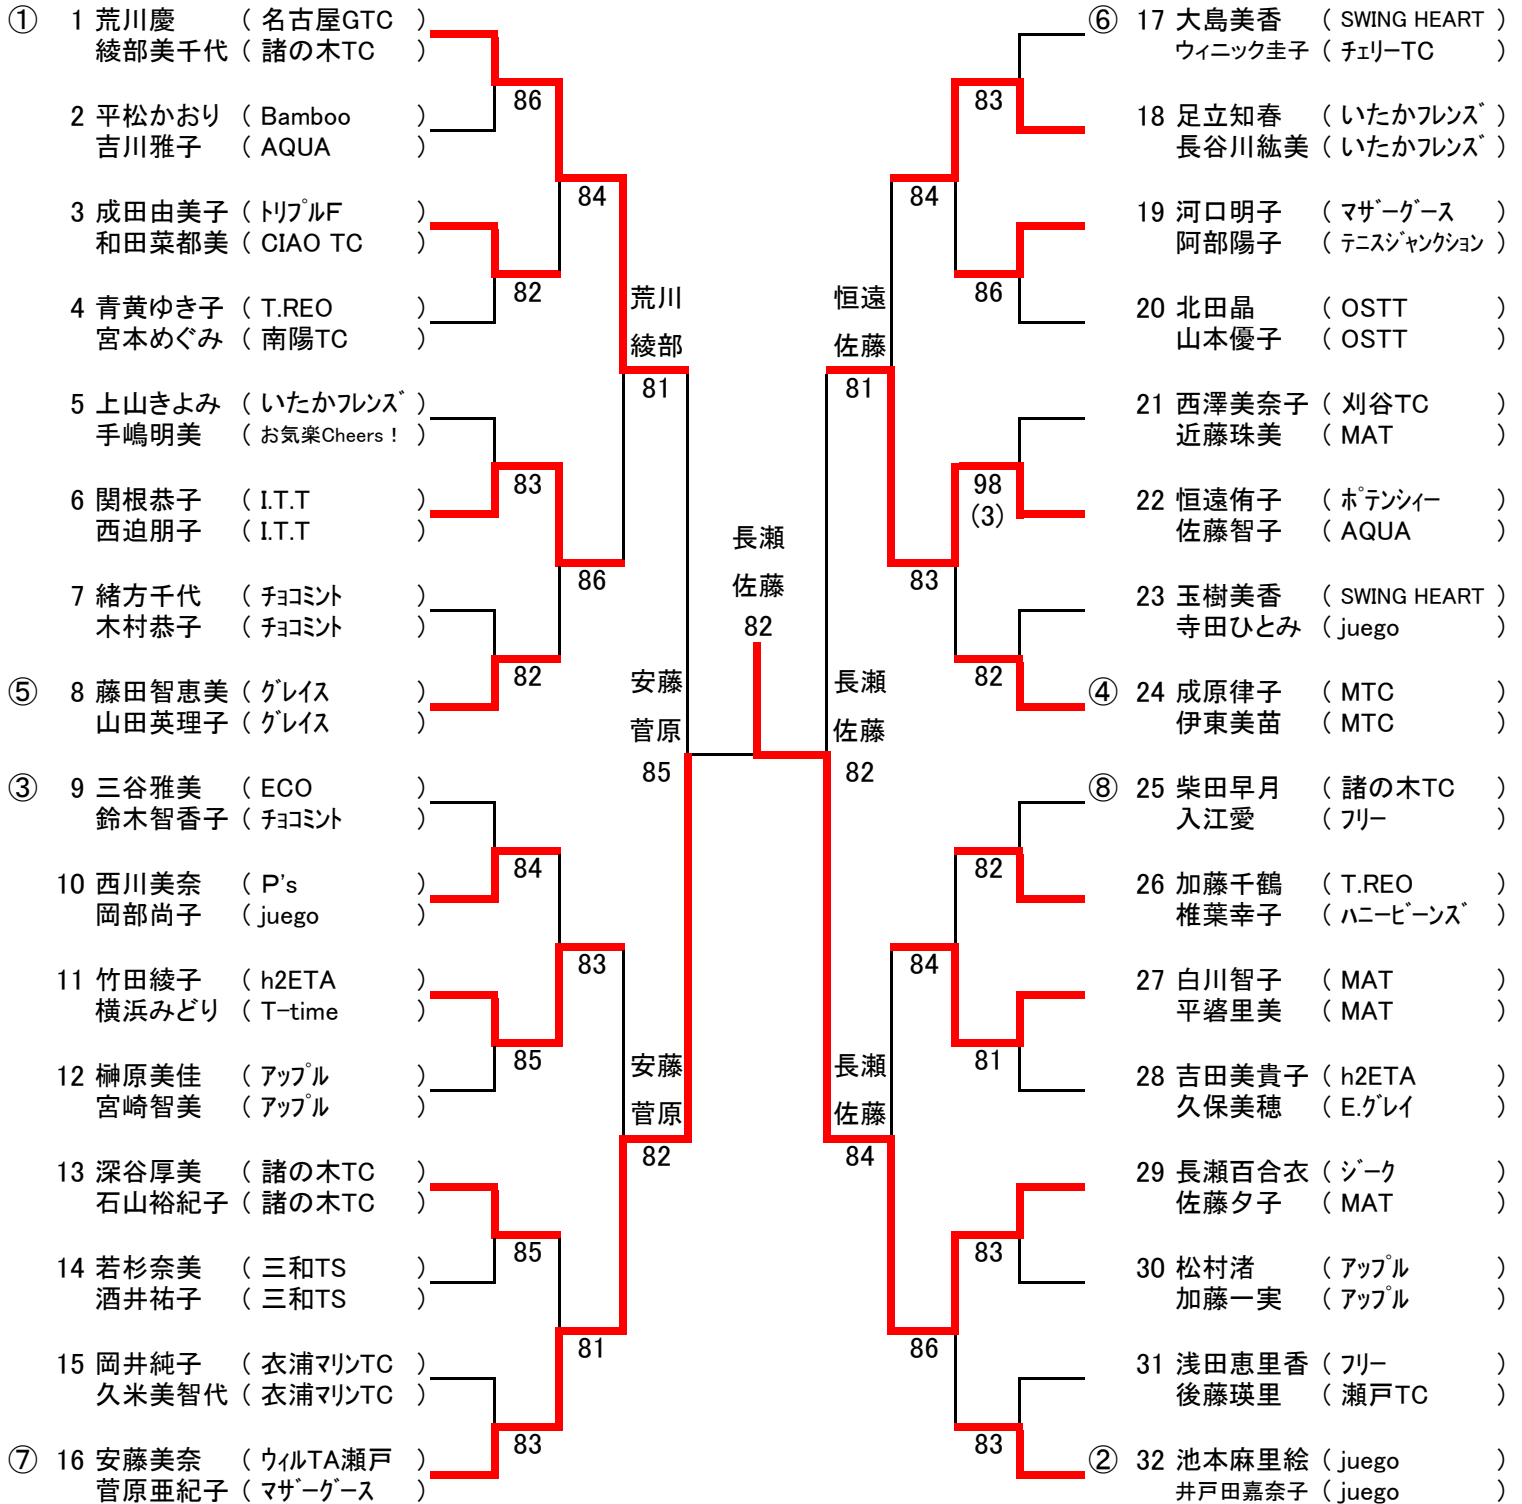 ① 1 荒川慶 ( 名古屋GTC )
綾部美千代 ( 諸の木TC )
86
2 平松かおり ( Bamboo )
吉川雅子 ( AQUA )
84
3 成田由美子 ( ﾄﾘﾌﾟﾙF )
和田菜都美 ( CIAO TC )
82
4 青黄ゆき子 ( T.REO )
宮本めぐみ ( 南陽TC )
荒川
綾部
81
5 上山きよみ ( いたかﾌﾚﾝｽﾞ )
手嶋明美 ( お気楽Cheers！ )
83
6 関根恭子 ( I.T.T )
西迫朋子 ( I.T.T )
86
7 緒方千代 ( ﾁｮｺﾐﾝﾄ )
木村恭子 ( ﾁｮｺﾐﾝﾄ )
82
⑤ 8 藤田智恵美 ( ｸﾞﾚｲｽ )
山田英理子 ( ｸﾞﾚｲｽ )
安藤
菅原
85
③ 9 三谷雅美 ( ECO )
鈴木智香子 ( ﾁｮｺﾐﾝﾄ )
84
10 西川美奈 ( P's )
岡部尚子 ( juego )
83
11 竹田綾子 ( h2ETA )
横浜みどり ( T-time )
85
12 榊原美佳 ( ｱｯﾌﾟﾙ )
宮崎智美 ( ｱｯﾌﾟﾙ )
安藤
菅原
82
13 深谷厚美 ( 諸の木TC )
石山裕紀子 ( 諸の木TC )
85
14 若杉奈美 ( 三和TS )
酒井祐子 ( 三和TS )
81
15 岡井純子 ( 衣浦ﾏﾘﾝTC )
久米美智代 ( 衣浦ﾏﾘﾝTC )
83
⑦ 16 安藤美奈 ( ｳｨﾙTA瀬戸 )
菅原亜紀子 ( ﾏｻﾞｰｸﾞｰｽ )
長瀬
佐藤
82
⑥ 17 大島美香 ( SWING HEART )
ウィニック圭子 ( ﾁｪﾘｰTC )
83
18 足立知春 ( いたかﾌﾚﾝｽﾞ )
長谷川紘美 ( いたかﾌﾚﾝｽﾞ )
84
19 河口明子 ( ﾏｻﾞｰｸﾞｰｽ )
阿部陽子 ( ﾃﾆｽｼﾞｬﾝｸｼｮﾝ )
86
20 北田晶 ( OSTT )
山本優子 ( OSTT )
恒遠
佐藤
81
21 西澤美奈子 ( 刈谷TC )
近藤珠美 ( MAT )
98
(3)
22 恒遠侑子 ( ﾎﾟﾃﾝｼｨｰ )
佐藤智子 ( AQUA )
83
23 玉樹美香 ( SWING HEART )
寺田ひとみ ( juego )
82
④ 24 成原律子 ( MTC )
伊東美苗 ( MTC )
長瀬
佐藤
82
⑧ 25 柴田早月 ( 諸の木TC )
入江愛 ( ﾌﾘｰ )
82
26 加藤千鶴 ( T.REO )
椎葉幸子 ( ﾊﾆｰﾋﾞｰﾝｽﾞ )
84
27 白川智子 ( MAT )
平碆里美 ( MAT )
81
28 吉田美貴子 ( h2ETA )
久保美穂 ( E.ｸﾞﾚｲ )
長瀬
佐藤
84
29 長瀬百合衣 ( ｼﾞｰｸ )
佐藤夕子 ( MAT )
83
30 松村渚 ( ｱｯﾌﾟﾙ )
加藤一実 ( ｱｯﾌﾟﾙ )
86
31 浅田恵里香 ( ﾌﾘｰ )
後藤瑛里 ( 瀬戸TC )
83
② 32 池本麻里絵 ( juego )
井戸田嘉奈子 ( juego )